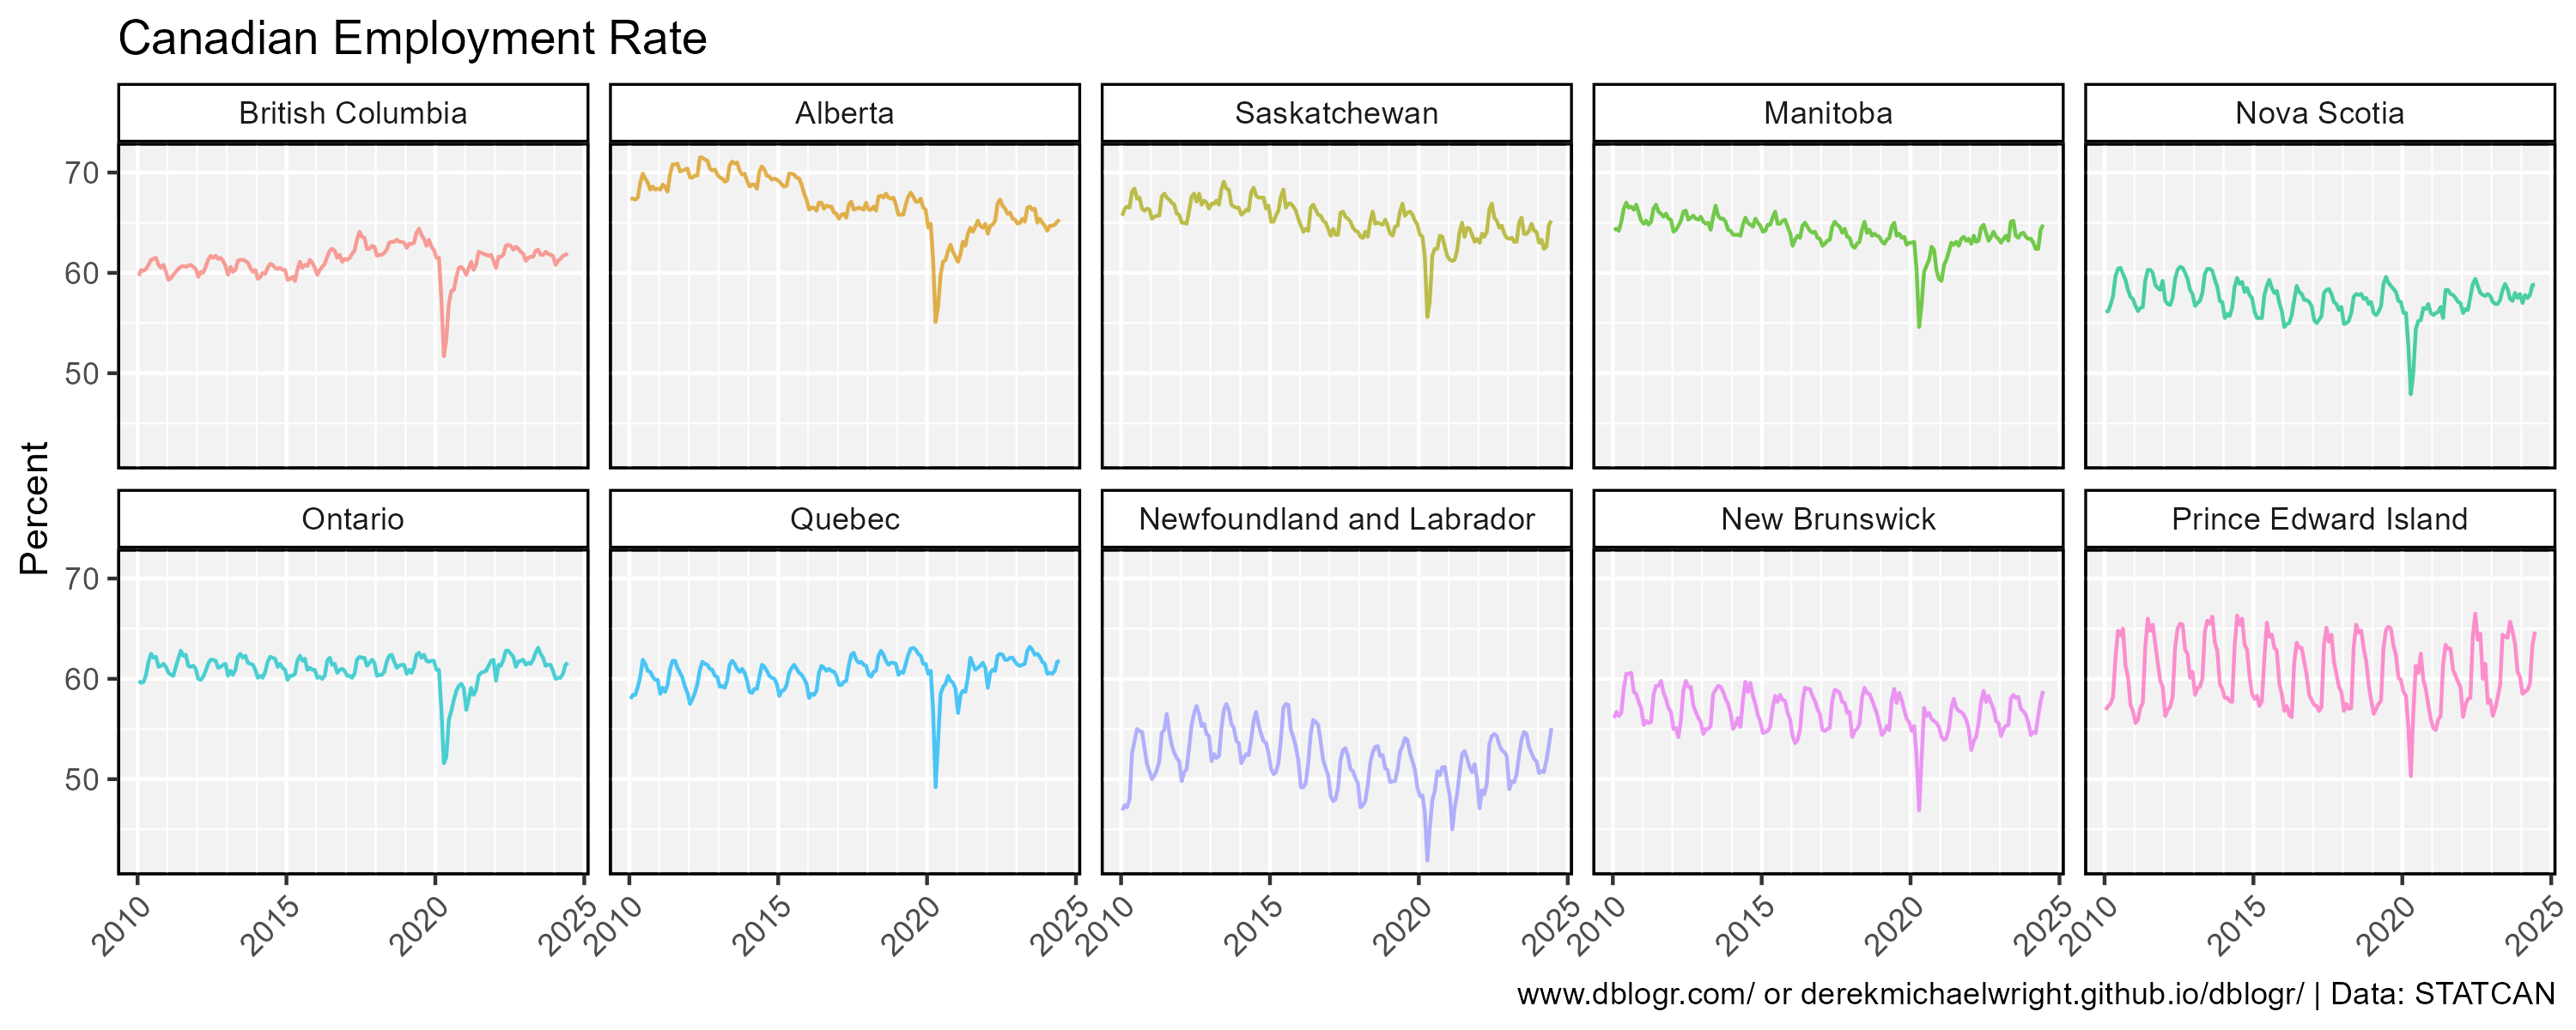 Canadian Employment Rate
British Columbia
Alberta
Saskatchewan
Manitoba
Nova Scotia
70
60
50
Percent
Ontario
Quebec
Newfoundland and Labrador
New Brunswick
Prince Edward Island
70
60
50
2010 2015 2020 2025
2010 2015 2020 2025
2010 2015 2020 2025
2010 2015 2020 2025
2010 2015 2020 2025
www.dblogr.com/ or derekmichaelwright.github.io/dblogr/ | Data: STATCAN